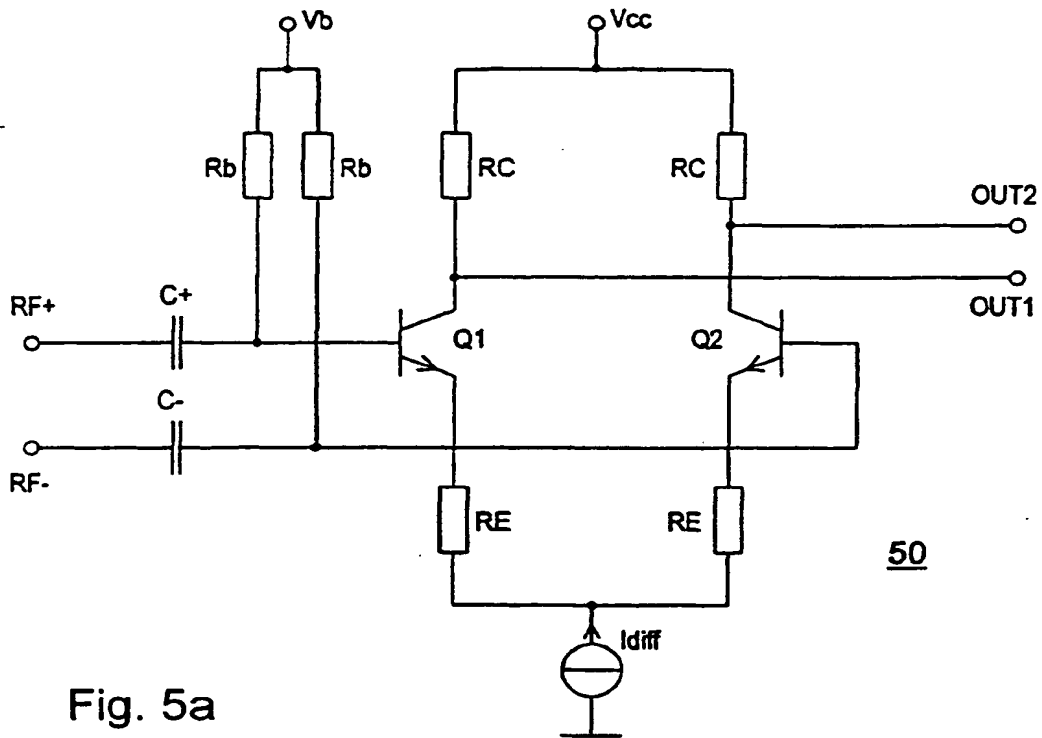 Vb
Vcc
Rb
Rb
RC
RC
OUT2
OUT1
RF+
C+
Q1
Q2
C-
RF-
RE
RE
50
Idiff
Fig. 5a